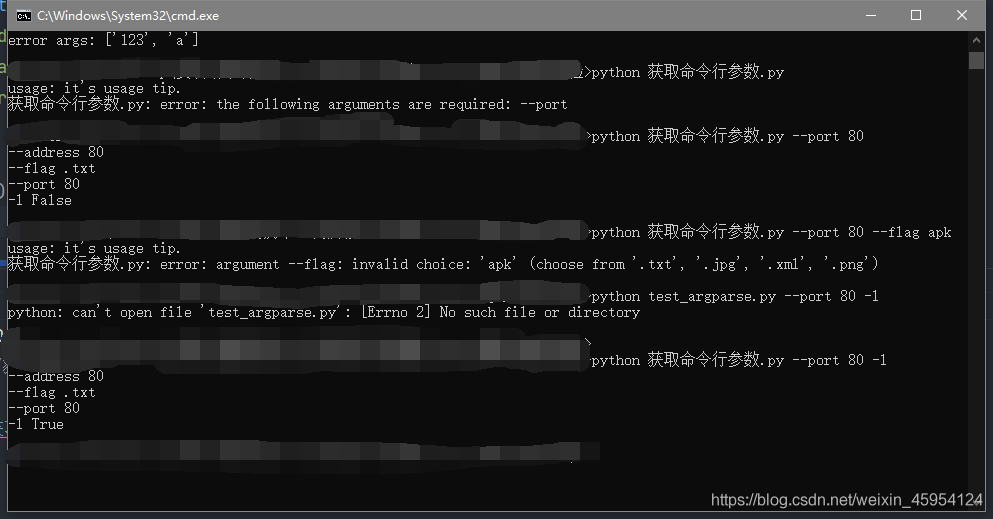 C:\Windows\System32\cmd.exe
error args: ['123', 'a']
>python 获取命令行参数.py
usage: it's usage tip.
获取命令行参数.py: error: the following arguments are required: --port
>python 获取命令行参数.py --port 80
--address 80
--flag .txt
--port 80
-1 False
>python 获取命令行参数.py --port 80 --flag apk
usage: it's usage tip.
获取命令行参数.py: error: argument --flag: invalid choice: 'apk' (choose from '.txt', '.jpg', '.xml', '.png')
>python test_argparse.py --port 80 -1
python: can't open file 'test_argparse.py': [Errno 2] No such file or directory
>python 获取命令行参数.py --port 80 -1
--address 80
--flag .txt
--port 80
-1 True
https://blog.csdn.net/weixin_45954124